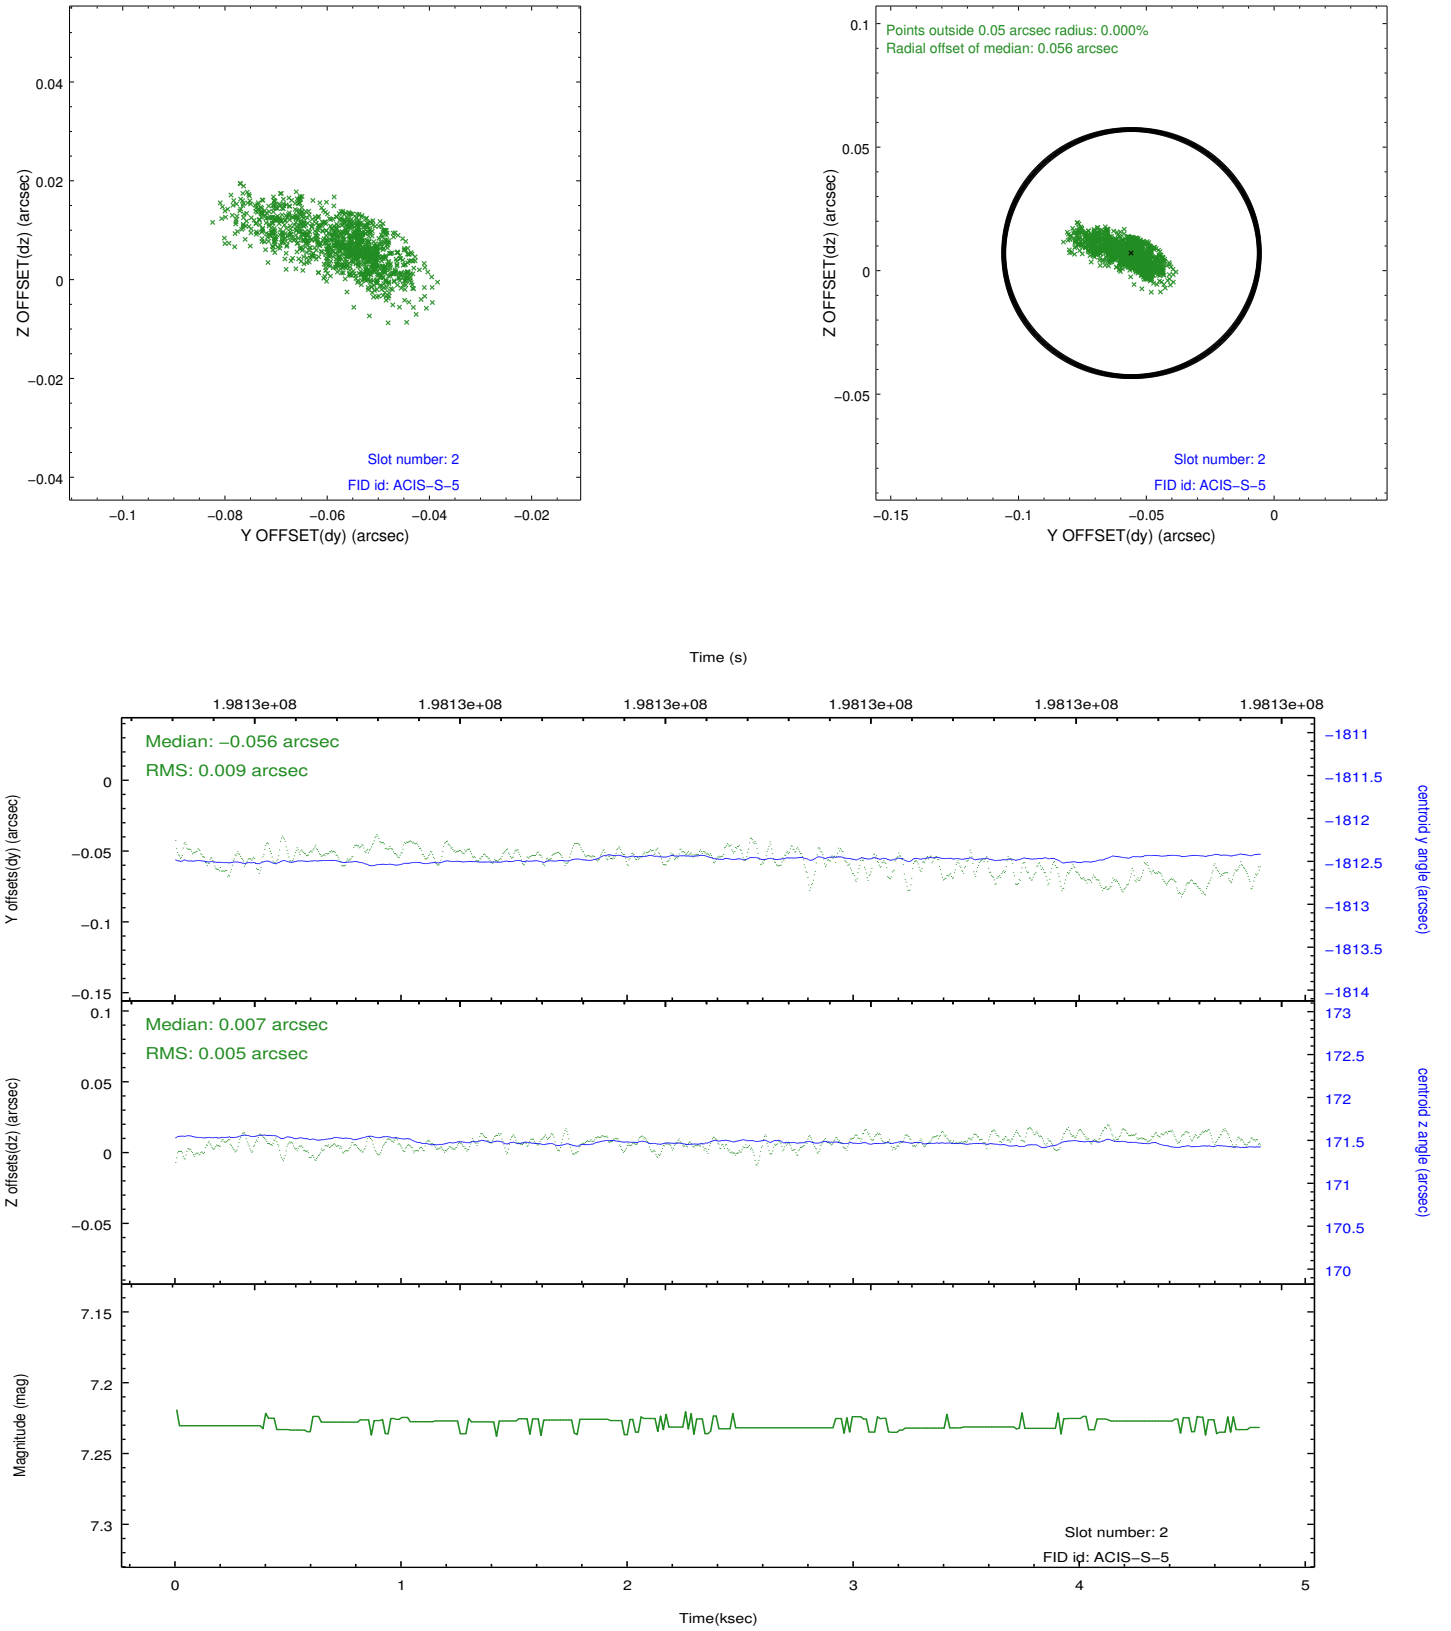 0.04
0.02
0
−0.02
−0.04
Z OFFSET(dz) (arcsec)
Slot number: 2
FID id: ACIS−S−5
−0.1
−0.08
−0.06
−0.04
−0.02
Y OFFSET(dy) (arcsec)
Points outside 0.05 arcsec radius: 0.000%
Radial offset of median: 0.056 arcsec
0.1
0.05
0
−0.05
Z OFFSET(dz) (arcsec)
Slot number: 2
FID id: ACIS−S−5
−0.15
−0.1
−0.05
0
Y OFFSET(dy) (arcsec)
Time (s)
1.9813e+08
1.9813e+08
1.9813e+08
1.9813e+08
1.9813e+08
1.9813e+08
Median: −0.056 arcsec
RMS: 0.009 arcsec
0
−0.05
−0.1
−0.15
Y offsets(dy) (arcsec)
−1811
−1811.5
−1812
−1812.5
−1813
−1813.5
−1814
centroid y angle (arcsec)
Median: 0.007 arcsec
RMS: 0.005 arcsec
0.1
0.05
0
−0.05
Z offsets(dz) (arcsec)
173
172.5
172
171.5
171
170.5
170
centroid z angle (arcsec)
7.15
7.2
7.25
7.3
Magnitude (mag)
Slot number: 2
FID id: ACIS−S−5
0
1
2
3
4
5
Time(ksec)